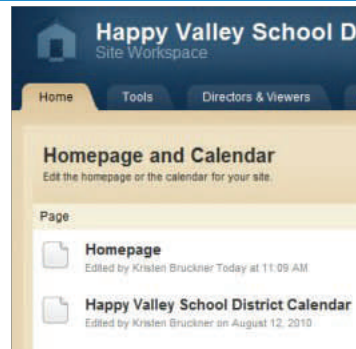 Happy Valley School D
Site Workspace
Home
Tools
Directors & Viewers
Homepage and Calendar
Edit the homepage or the calendar for your site.
Page
Homepage
Edited by Kristen Bruckner Today at 11:09 AM
Happy Valley School District Calendar
Edited by Kristen Bruckner on August 12, 2010